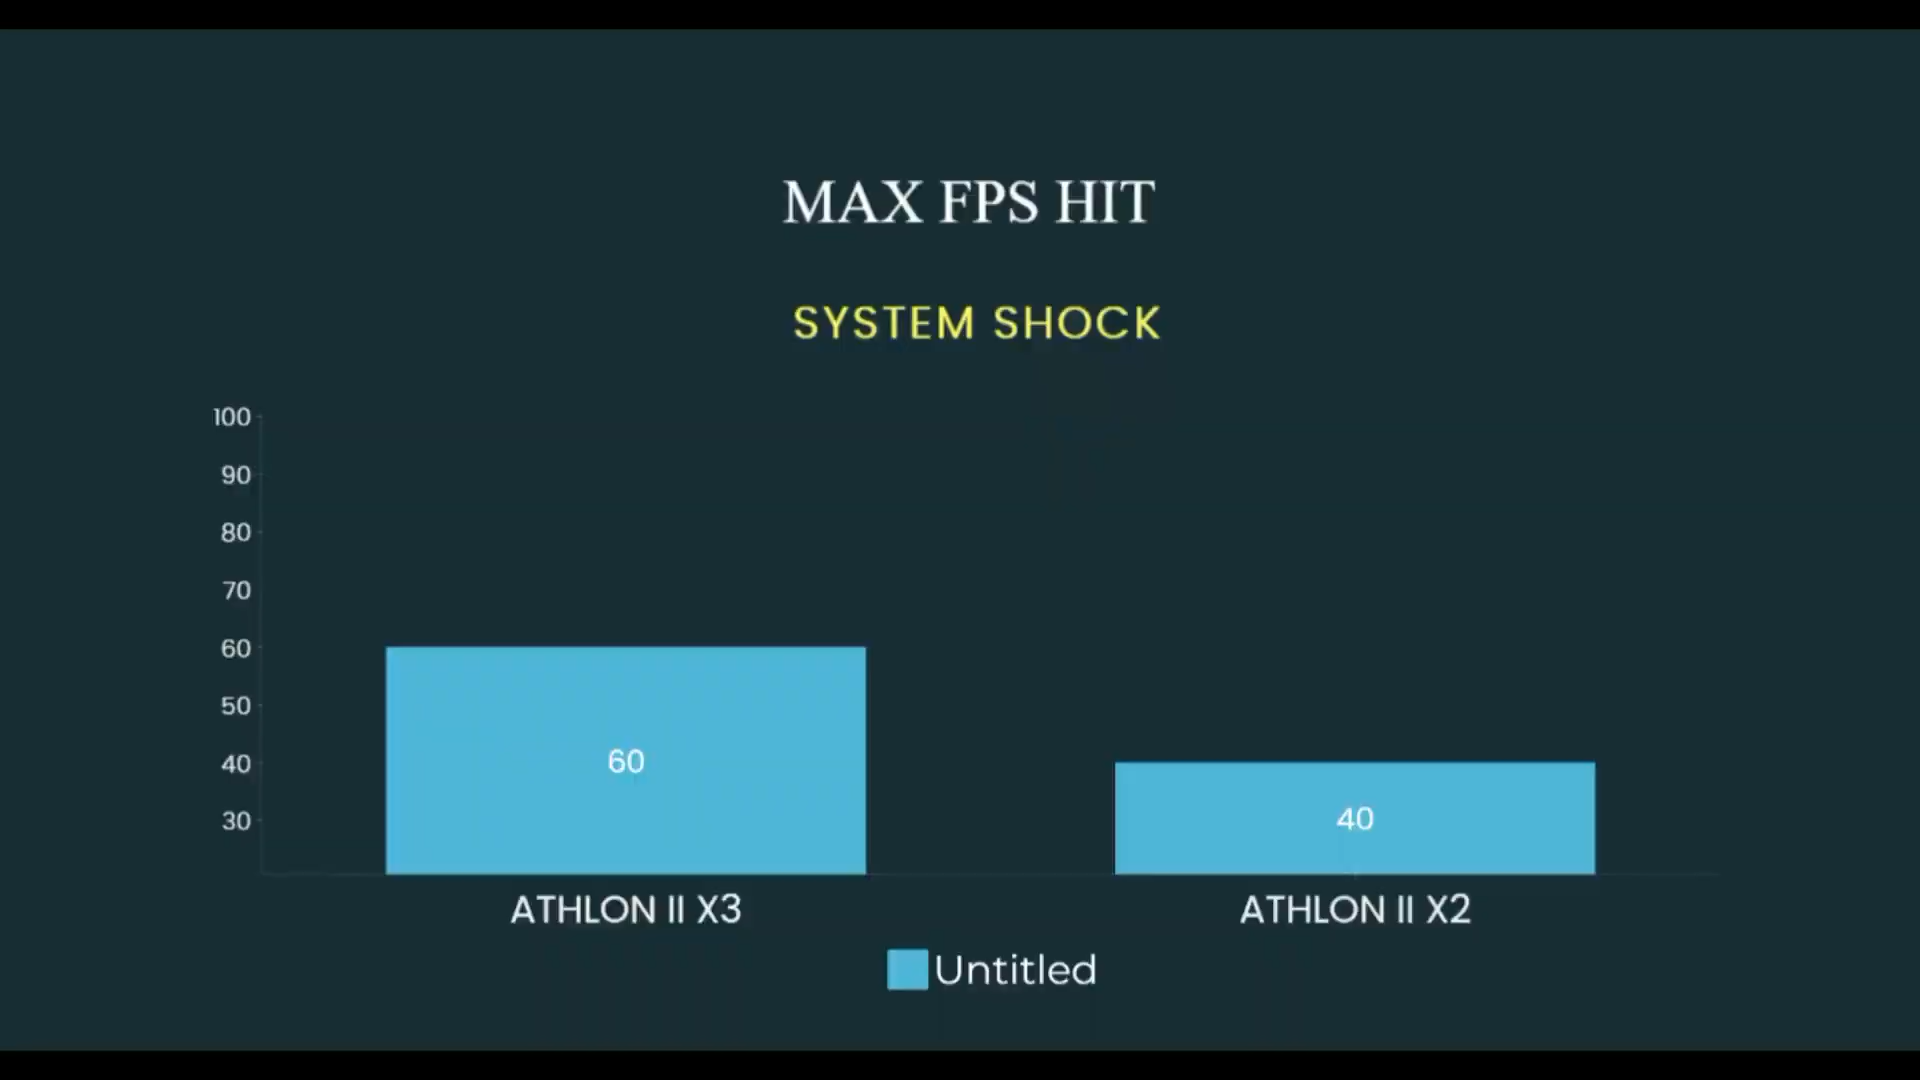 MAX FPS HIT
SYSTEM SHOCK
100
90
80
70
60
50
40
30
60
40
ATHLON II X3
ATHLON II X2
Untitled